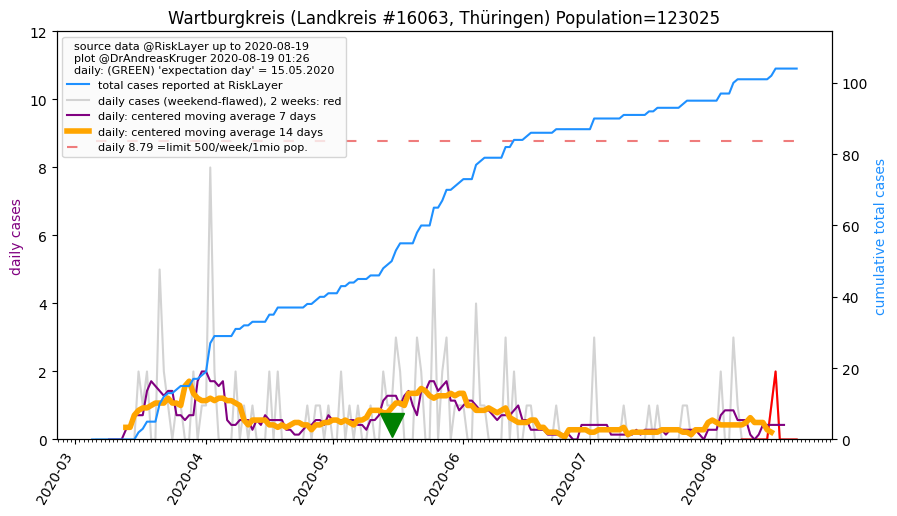 Wartburgkreis (Landkreis #16063, Thüringen) Population=123025
source data @RiskLayer up to 2020-08-19
plot @DrAndreasKruger 2020-08-19 01:26
daily: (GREEN) 'expectation day' = 15.05.2020
total cases reported at RiskLayer
daily cases (weekend-flawed), 2 weeks: red
daily: centered moving average 7 days
daily: centered moving average 14 days
daily 8.79 =limit 500/week/1mio pop.
daily cases
12
10
8
6
4
2
0
cumulative total cases
100
80
60
40
20
0
2020-03
2020-04
2020-05
2020-06
2020-07
2020-08